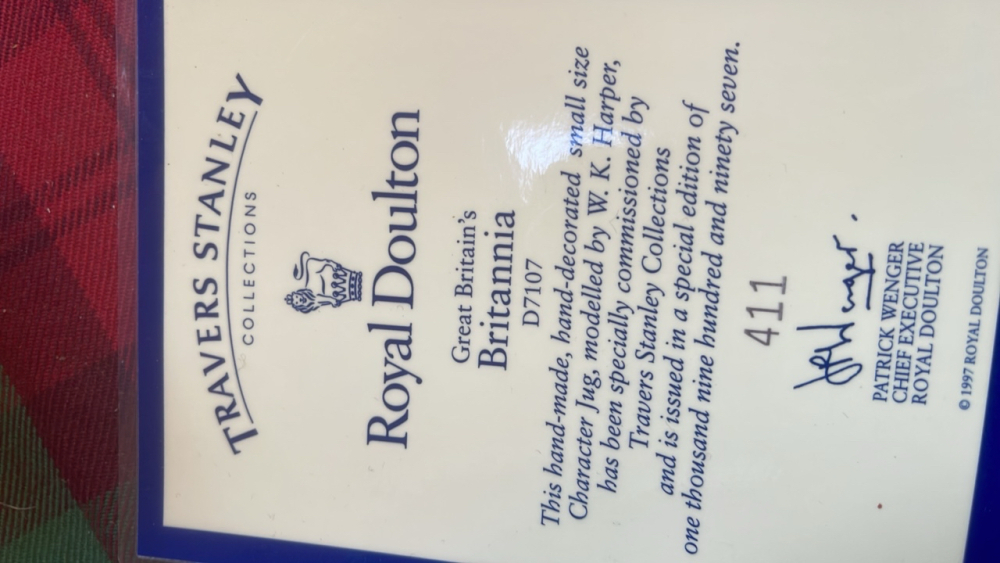 TRAVERS STANLEY
COLLECTIONS
Royal Doulton
Great Britain's
Britannia
D7107
This hand-made, hand-decorated small size
Character Jug, modelled by W. K. Harper,
has been specially commissioned by
Travers Stanley Collections
and is issued in a special edition of
one thousand nine hundred and ninety seven.
411
PATRICK WENGER
CHIEF EXECUTIVE
ROYAL DOULTON
© 1997 ROYAL DOULTON